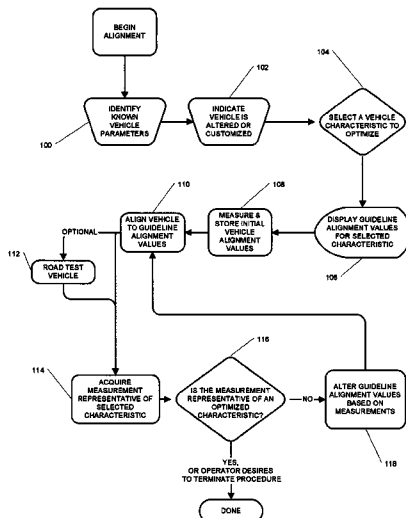 BEGIN
ALIGNMENT
100
IDENTIFY
KNOWN
VEHICLE
PARAMETERS
102
INDICATE
VEHICLE IS
ALTERED OR
CUSTOMIZED
104
SELECT A VEHICLE
CHARACTERISTIC TO
OPTIMIZE
106
DISPLAY GUIDELINE
ALIGNMENT VALUES
FOR SELECTED
CHARACTERISTIC
108
MEASURE &
STORE INITIAL
VEHICLE
ALIGNMENT
VALUES
110
ALIGN VEHICLE
TO GUIDELINE
ALIGNMENT
VALUES
OPTIONAL
112
ROAD TEST
VEHICLE
114
ACQUIRE
MEASUREMENT
REPRESENTATIVE OF
SELECTED
CHARACTERISTIC
116
IS THE MEASUREMENT
REPRESENTATIVE OF AN
OPTIMIZED
CHARACTERISTIC?
NO
ALTER GUIDELINE
ALIGNMENT VALUES
BASED ON
MEASUREMENTS
118
YES,
OR OPERATOR DESIRES
TO TERMINATE PROCEDURE
DONE